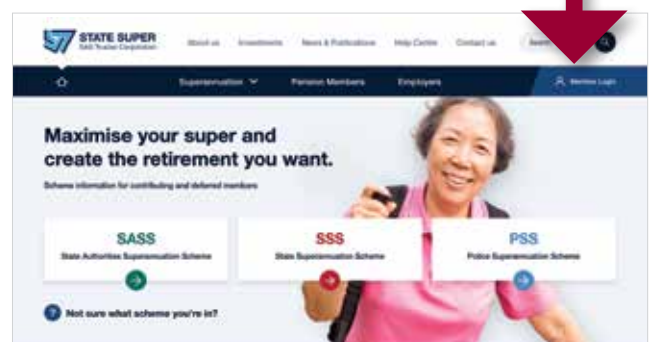 STATE SUPER
SAS Trustee Corporation
About us Investments News & Publications Help Centre Contact us Search
Superannuation Pension Members Employers Member Login
Maximise your super and
create the retirement you want.
Scheme information for contributing and deferred members
SASS SSS PSS
State Authorities Superannuation Scheme State Superannuation Scheme Police Superannuation Scheme
? Not sure what scheme you're in?